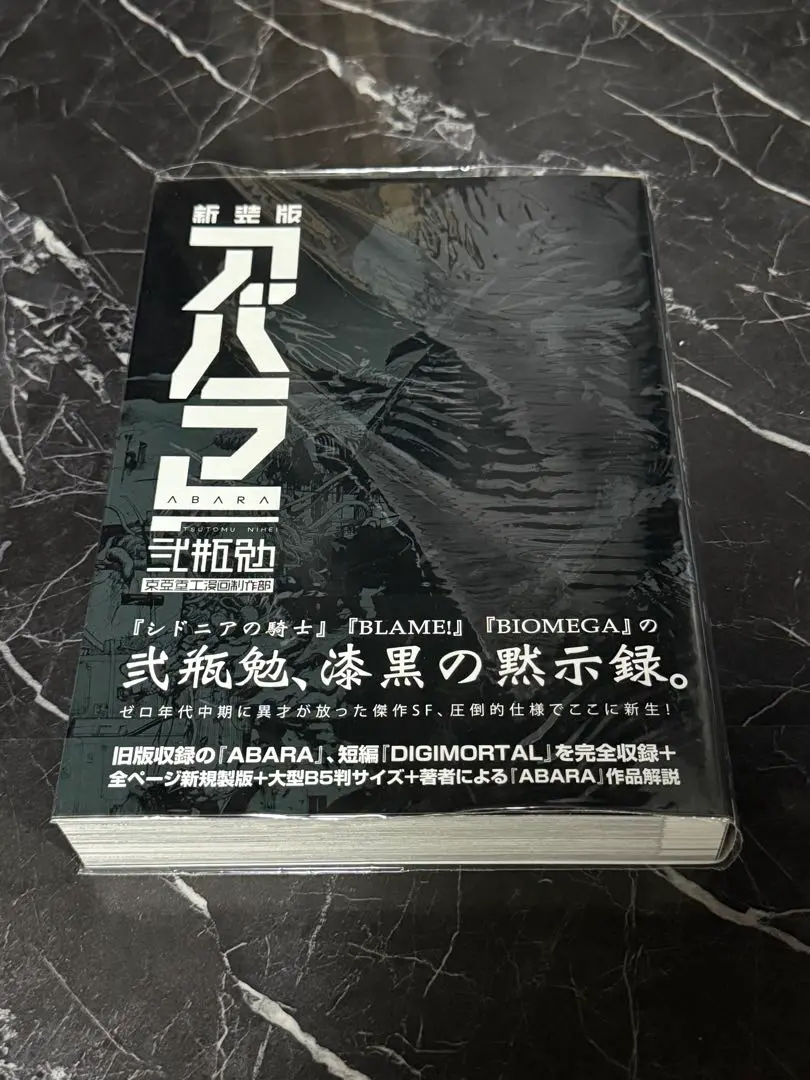 新装版
アバラ
ABARA
TSUTOMU NIHEI
弐瓶勉
東亜重工漫画制作部
『シドニアの騎士』『BLAME!』『BIOMEGA』の
弐瓶勉、漆黒の黙示録。
ゼロ年代中期に異才が放った傑作SF、圧倒的仕様でここに新生！
旧版収録の『ABARA』、短編『DIGIMORTAL』を完全収録＋
全ページ新規製版＋大型B5判サイズ＋著者による『ABARA』作品解説